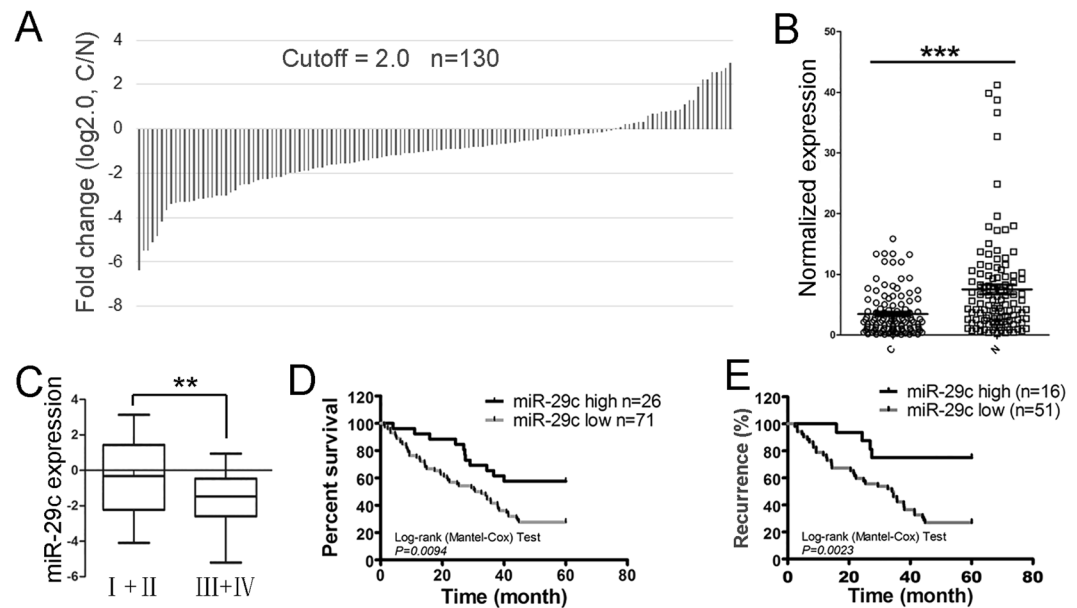 A
Fold change (log2.0, C/N)
4
2
0
-2
-4
-6
-8
Cutoff = 2.0 n=130
B
Normalized expression
50
40
30
20
10
0
***
C
N
C
miR-29c expression
4
2
0
-2
-4
-6
**
I+II
III+IV
D
Percent survival
120
100
80
60
40
20
0
miR-29c high n=26
miR-29c low n=71
Log-rank (Mantel-Cox) Test
P=0.0094
0 20 40 60 80
Time (month)
E
Recurrence (%)
120
100
80
60
40
20
0
miR-29c high (n=16)
miR-29c low (n=51)
Log-rank (Mantel-Cox) Test
P=0.0023
0 20 40 60 80
Time (month)